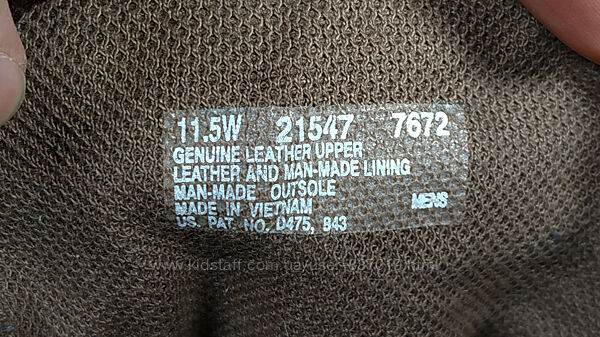 11.5W 21547 7672
GENUINE LEATHER UPPER
LEATHER AND MAN-MADE LINING
MAN-MADE OUTSOLE
MADE IN VIETNAM MENS
US. PAT. NO. D475, 843